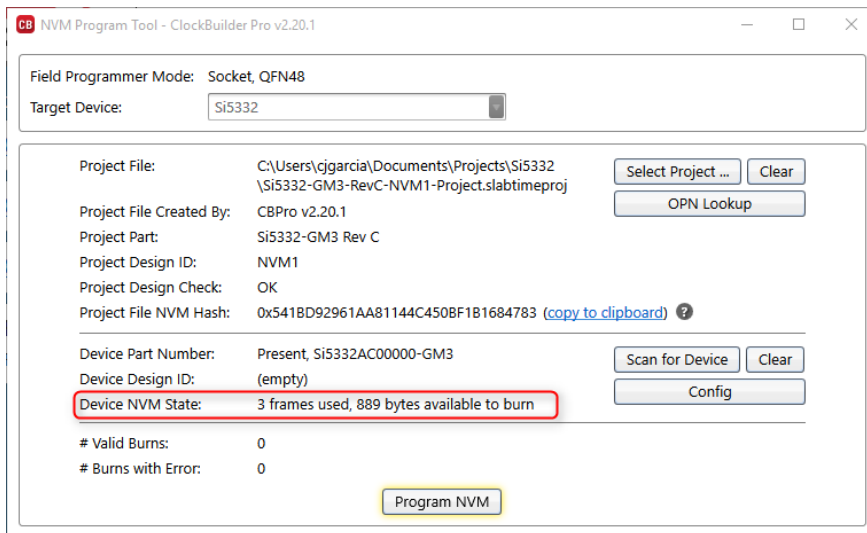 CB NVM Program Tool - ClockBuilder Pro v2.20.1
Field Programmer Mode: Socket, QFN48
Target Device: Si5332
Project File: C:\Users\cjgarcia\Documents\Projects\Si5332
\Si5332-GM3-RevC-NVM1-Project.slabtimeproj
Select Project ... Clear
Project File Created By: CBPro v2.20.1
OPN Lookup
Project Part: Si5332-GM3 Rev C
Project Design ID: NVM1
Project Design Check: OK
Project File NVM Hash: 0x541BD92961AA81144C450BF1B1684783 (copy to clipboard) ?
Device Part Number: Present, Si5332AC00000-GM3
Scan for Device Clear
Device Design ID: (empty)
Config
Device NVM State: 3 frames used, 889 bytes available to burn
# Valid Burns: 0
# Burns with Error: 0
Program NVM